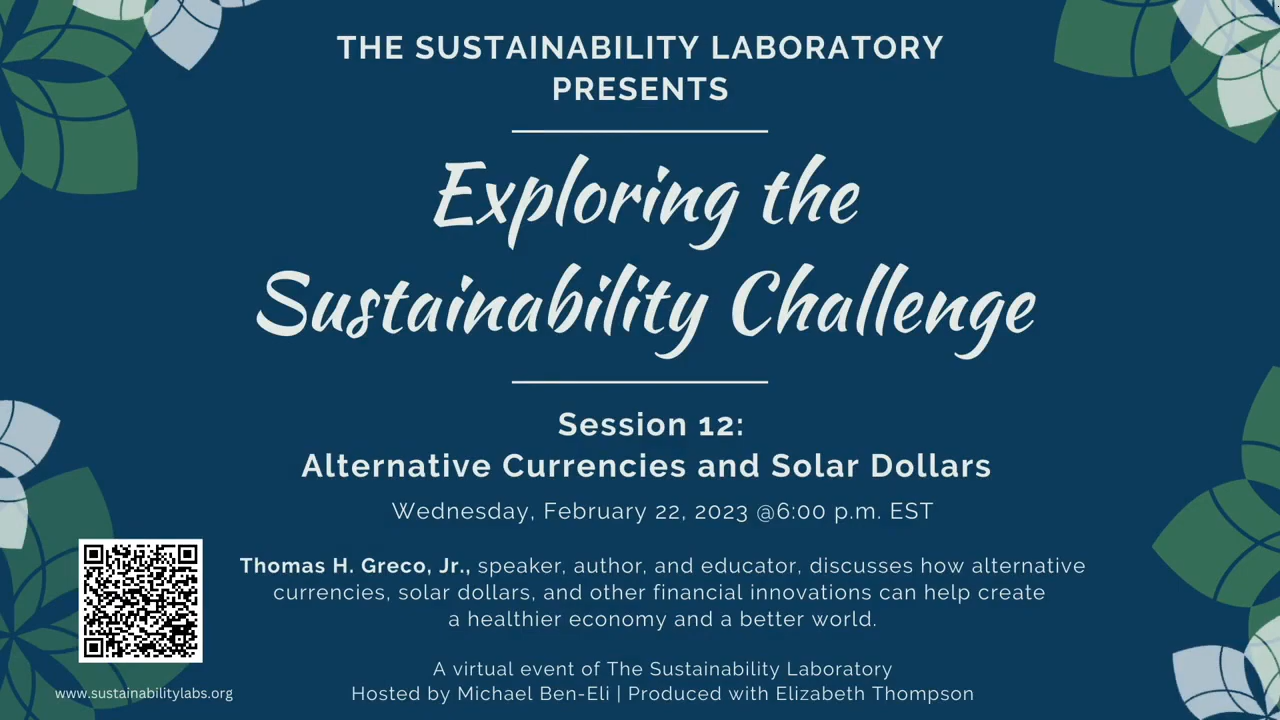 THE SUSTAINABILITY LABORATORY
PRESENTS
Exploring the
Sustainability Challenge
Session 12:
Alternative Currencies and Solar Dollars
Wednesday, February 22, 2023 @6:00 p.m. EST
Thomas H. Greco, Jr., speaker, author, and educator, discusses how alternative
currencies, solar dollars, and other financial innovations can help create
a healthier economy and a better world.
A virtual event of The Sustainability Laboratory
Hosted by Michael Ben-Eli | Produced with Elizabeth Thompson
www.sustainabilitylabs.org